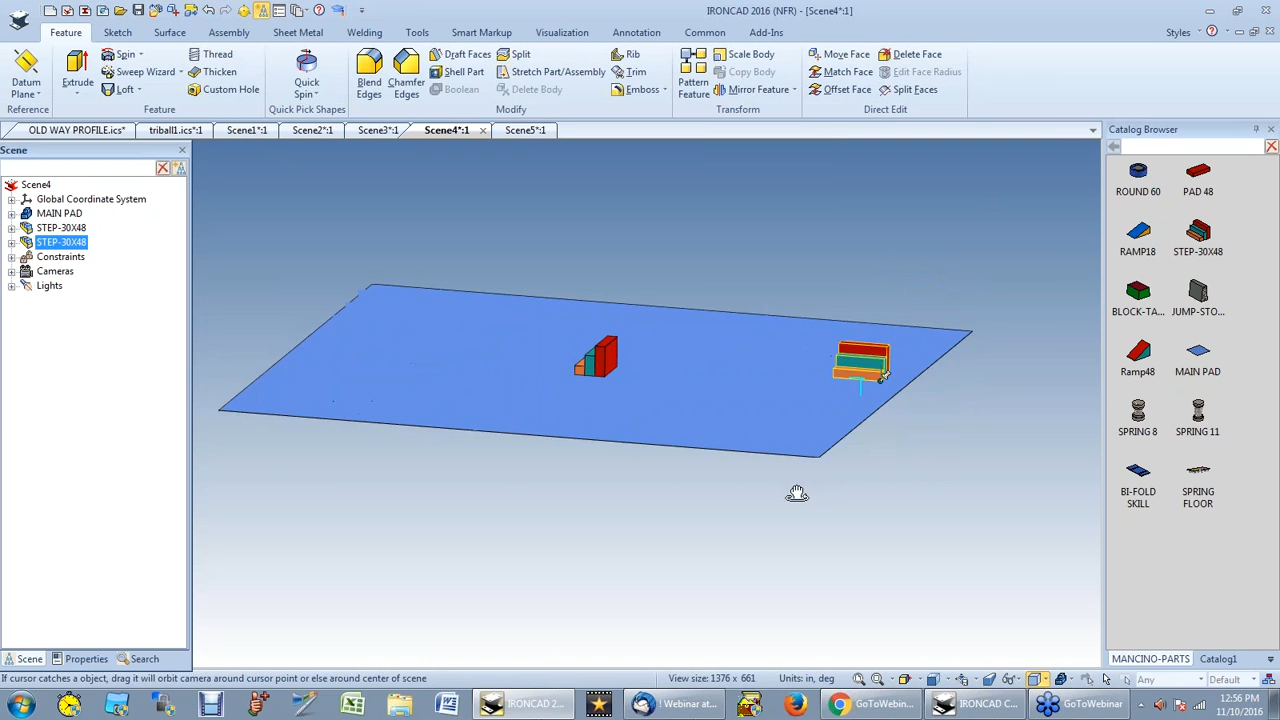 IRONCAD 2016 (NFR) - [Scene4*:1]
Feature Sketch Surface Assembly Sheet Metal Welding Tools Smart Markup Visualization Annotation Common Add-Ins Styles
Spin Thread Draft Faces Split Rib Scale Body Move Face Delete Face
Datum Plane Extrude Sweep Wizard Thicken Quick Spin Blend Edges Chamfer Edges Shell Part Stretch Part/Assembly Trim Pattern Feature Copy Body Match Face Edit Face Radius
Loft Custom Hole Boolean Delete Body Emboss Mirror Feature Offset Face Split Faces
Reference Feature Quick Pick Shapes Modify Transform Direct Edit
OLD WAY PROFILE.ics* triball1.ics*:1 Scene1*:1 Scene2*:1 Scene3*:1 Scene4*:1 Scene5*:1
Scene
Scene4
Global Coordinate System
MAIN PAD
STEP-30X48
STEP-30X48
Constraints
Cameras
Lights
Catalog Browser
ROUND 60 PAD 48
RAMP18 STEP-30X48
BLOCK-TA... JUMP-STO...
Ramp48 MAIN PAD
SPRING 8 SPRING 11
BI-FOLD SKILL SPRING FLOOR
Scene Properties Search
MANCINO-PARTS Catalog1
If cursor catches a object, drag it will orbit camera around cursor point or else around center of scene
View size: 1376 x 661 Units: in, deg Any Default
IRONCAD 2... ! Webinar at... GoToWebin... IRONCAD C... GoToWebinar
12:56 PM
11/10/2016